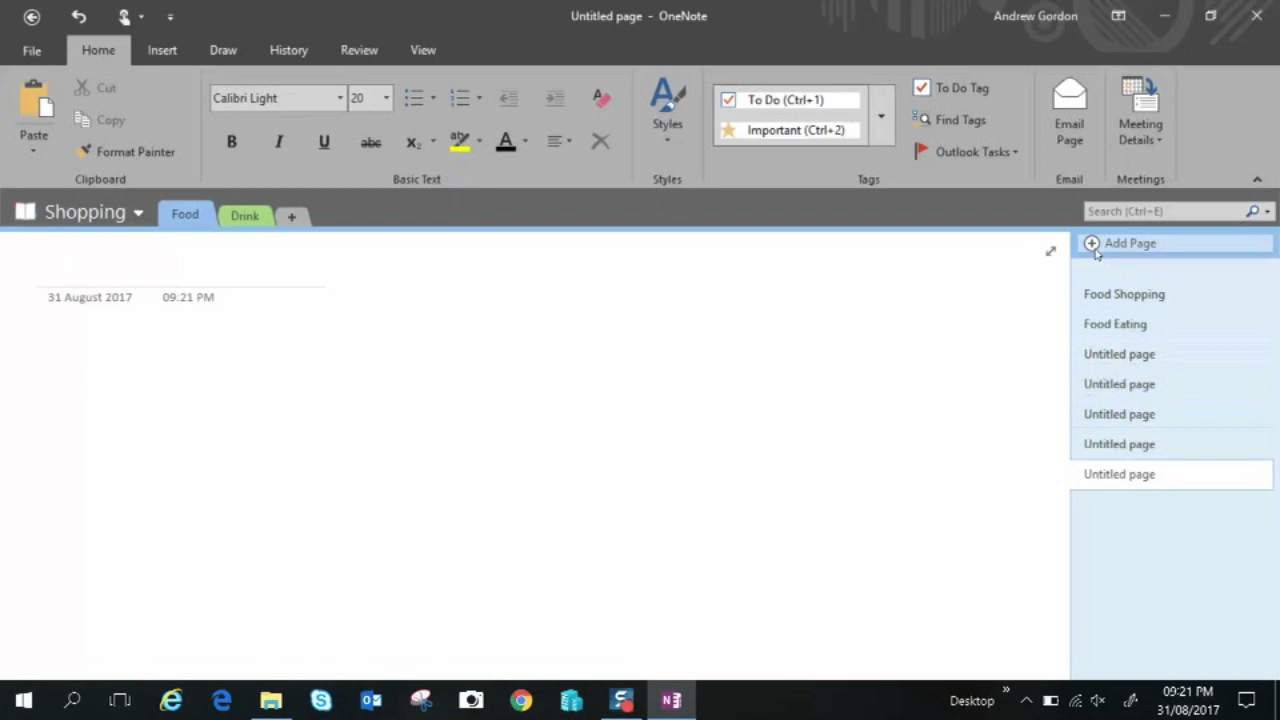 Untitled page - OneNote
Andrew Gordon
File Home Insert Draw History Review View
Paste
Cut
Copy
Format Painter
Clipboard
Calibri Light 20
B I U abc X₂ aby A
Basic Text
Styles
Styles
To Do (Ctrl+1)
Important (Ctrl+2)
To Do Tag
Find Tags
Outlook Tasks
Tags
Email
Page
Email
Meeting
Details
Meetings
Shopping Food Drink +
Search (Ctrl+E)
Add Page
31 August 2017 09:21 PM
Food Shopping
Food Eating
Untitled page
Untitled page
Untitled page
Untitled page
Untitled page
Desktop
09:21 PM
31/08/2017